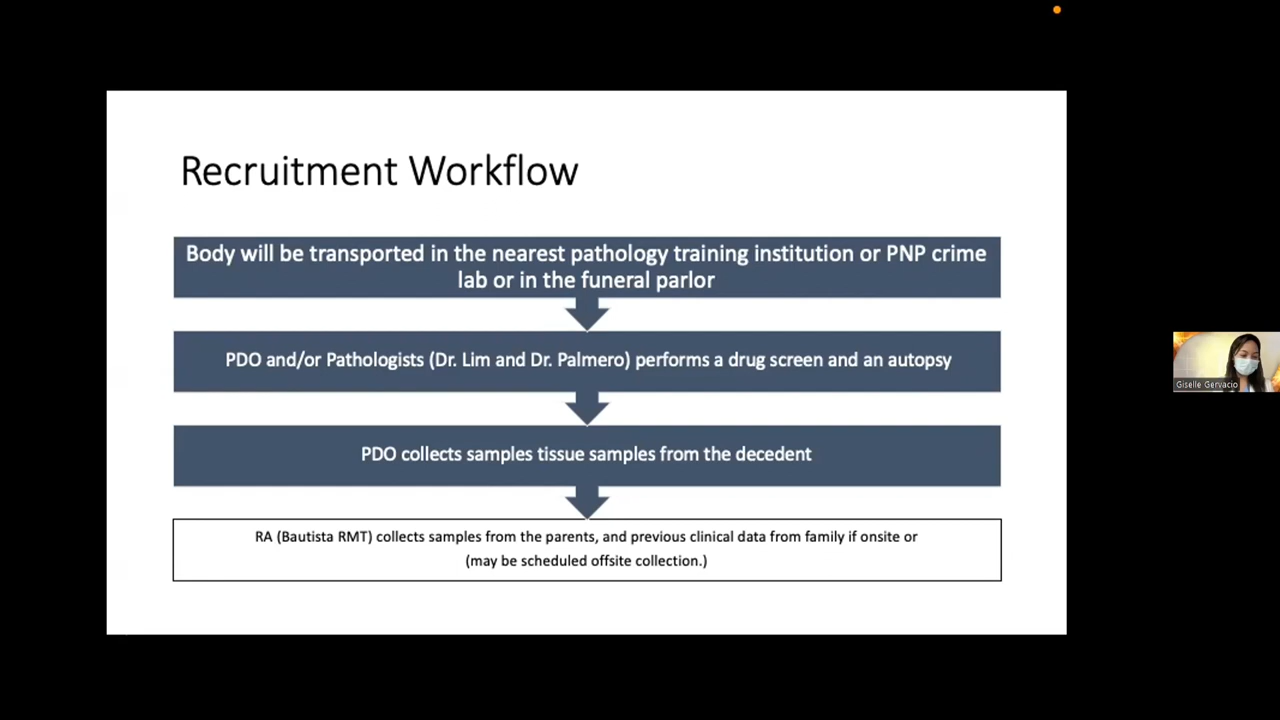 Recruitment Workflow
Body will be transported in the nearest pathology training institution or PNP crime
lab or in the funeral parlor
PDO and/or Pathologists (Dr. Lim and Dr. Palmero) performs a drug screen and an autopsy
PDO collects samples tissue samples from the decedent
RA (Bautista RMT) collects samples from the parents, and previous clinical data from family if onsite or
(may be scheduled offsite collection.)
Giselle Gervacio